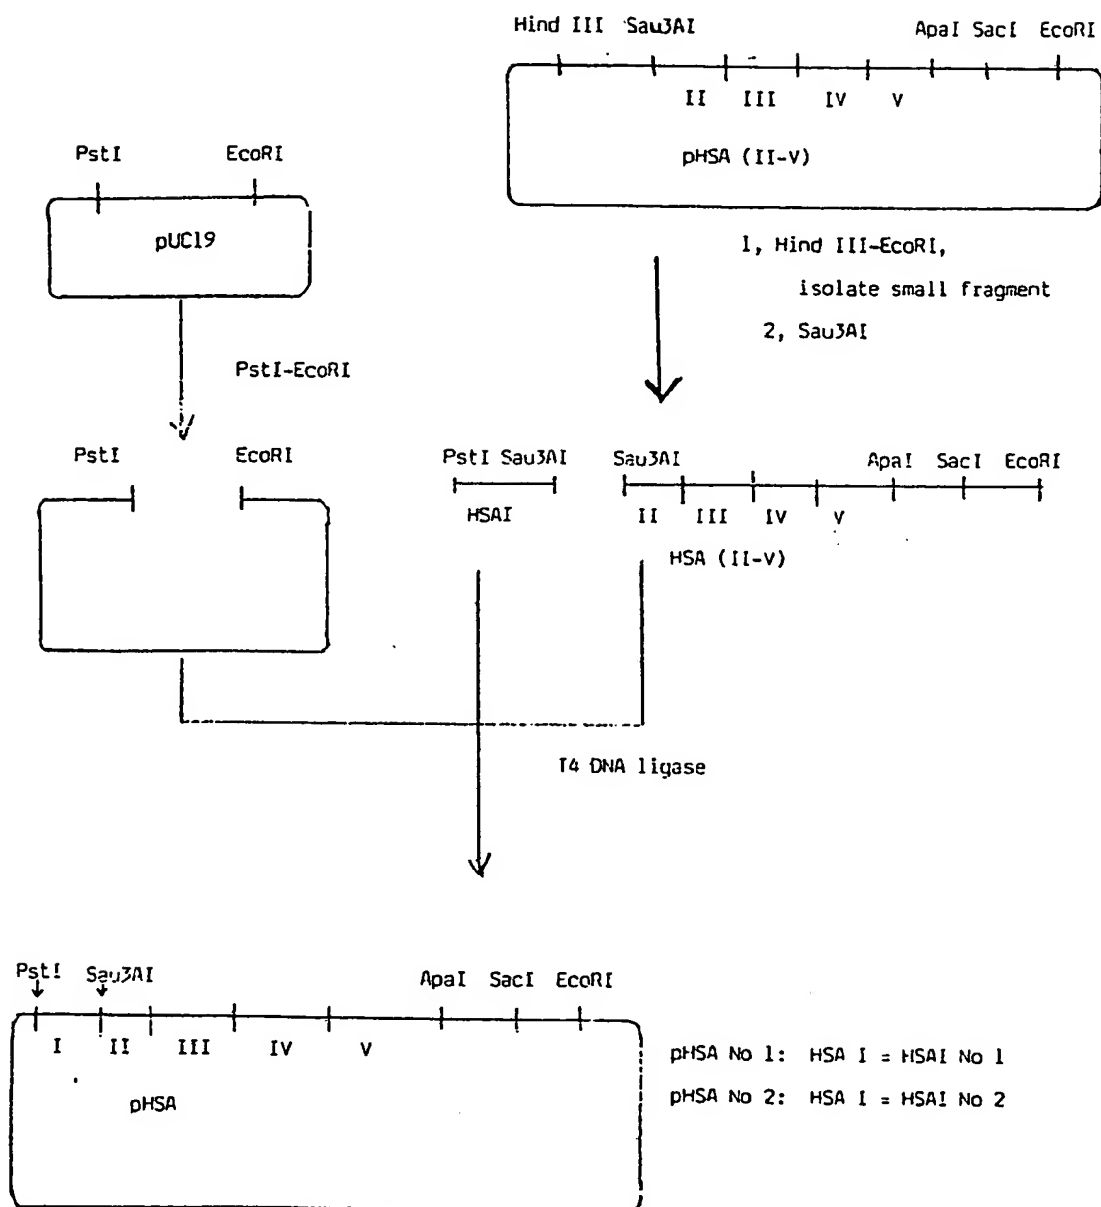 Hind III Sau3AI ApaI SacI EcoRI
II III IV V
pHSA (II-V)
PstI EcoRI
pUC19
1, Hind III-EcoRI,
isolate small fragment
2, Sau3AI
PstI-EcoRI
PstI EcoRI
PstI Sau3AI Sau3AI ApaI SacI EcoRI
HSAI II III IV V
HSA (II-V)
T4 DNA ligase
PstI Sau3AI ApaI SacI EcoRI
I II III IV V
pHSA
pHSA No 1: HSA I = HSAI No 1
pHSA No 2: HSA I = HSAI No 2